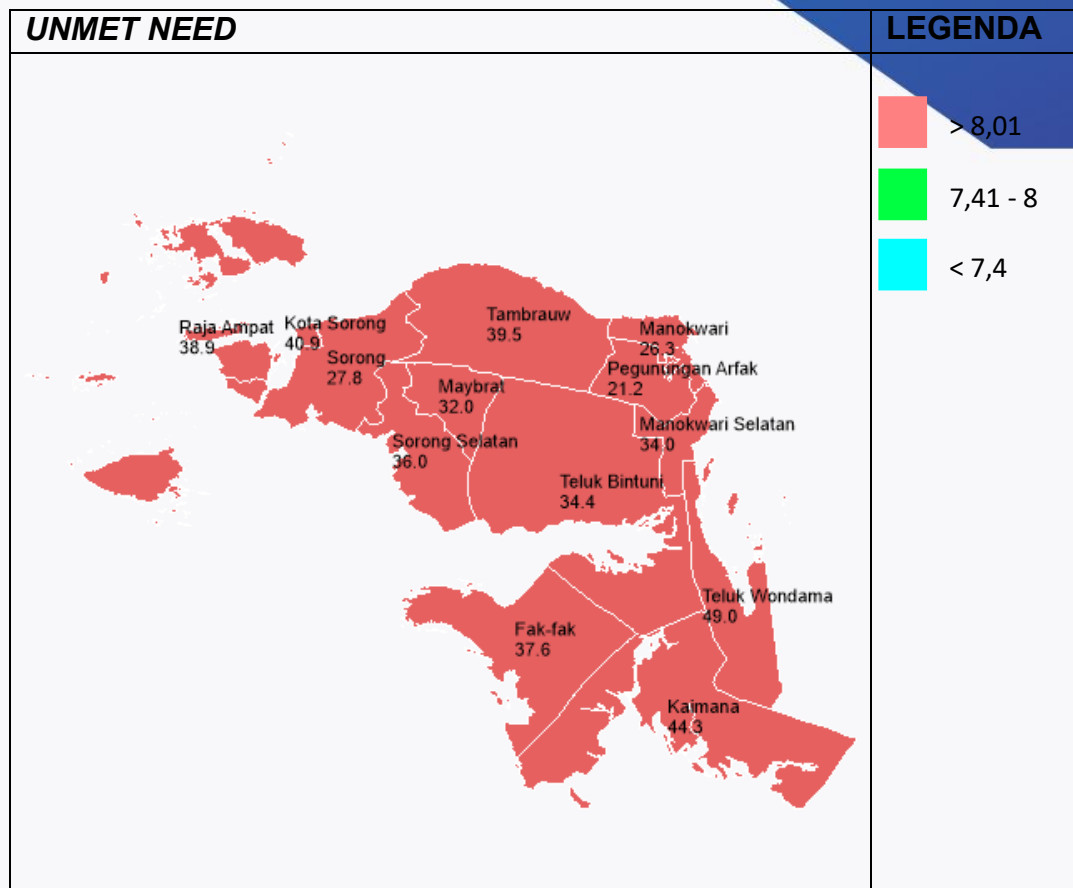 UNMET NEED
LEGENDA
> 8,01
7,41 - 8
< 7,4
Raja Ampat
38.9
Kota Sorong
40.9
Sorong
27.8
Tambrauw
39.5
Manokwari
26.3
Pegunungan Arfak
21.2
Maybrat
32.0
Manokwari Selatan
34.0
Sorong Selatan
36.0
Teluk Bintuni
34.4
Teluk Wondama
49.0
Fak-fak
37.6
Kaimana
44.3